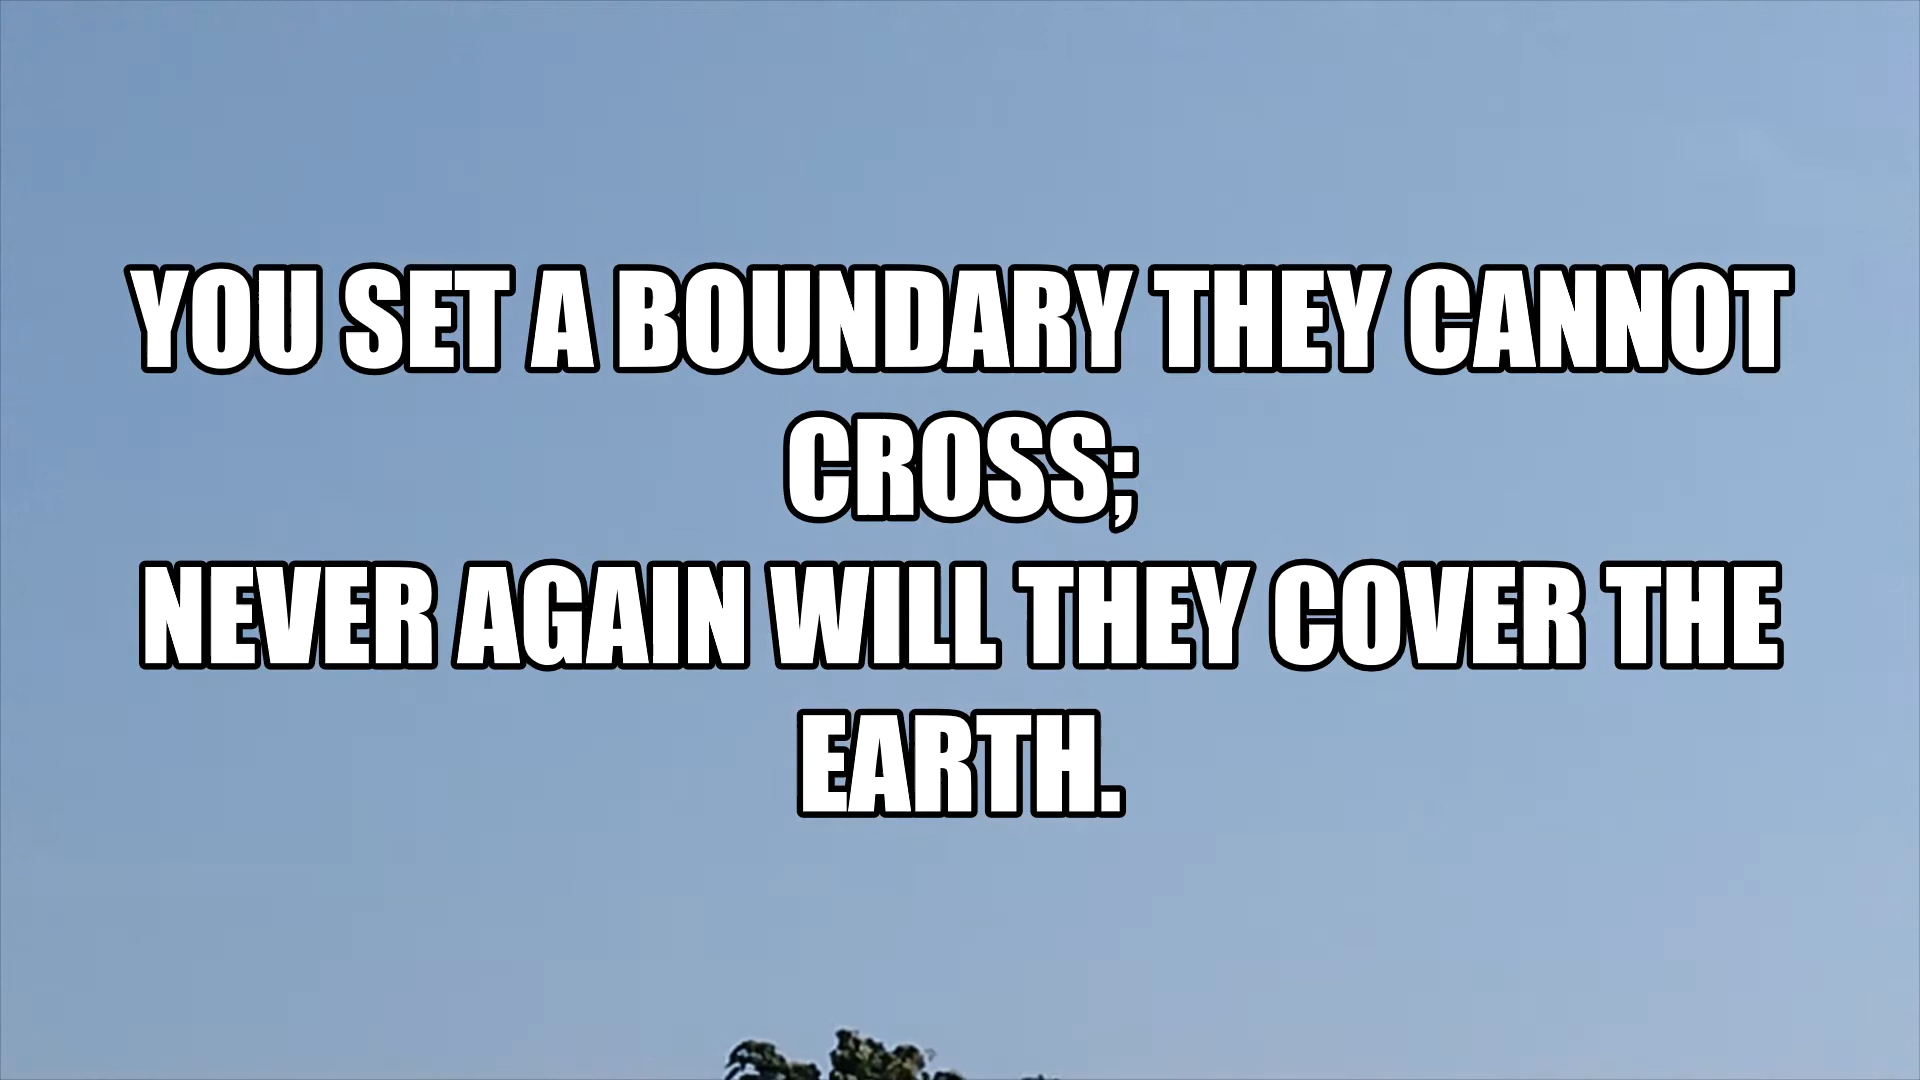 YOU SET A BOUNDARY THEY CANNOT
CROSS;
NEVER AGAIN WILL THEY COVER THE
EARTH.